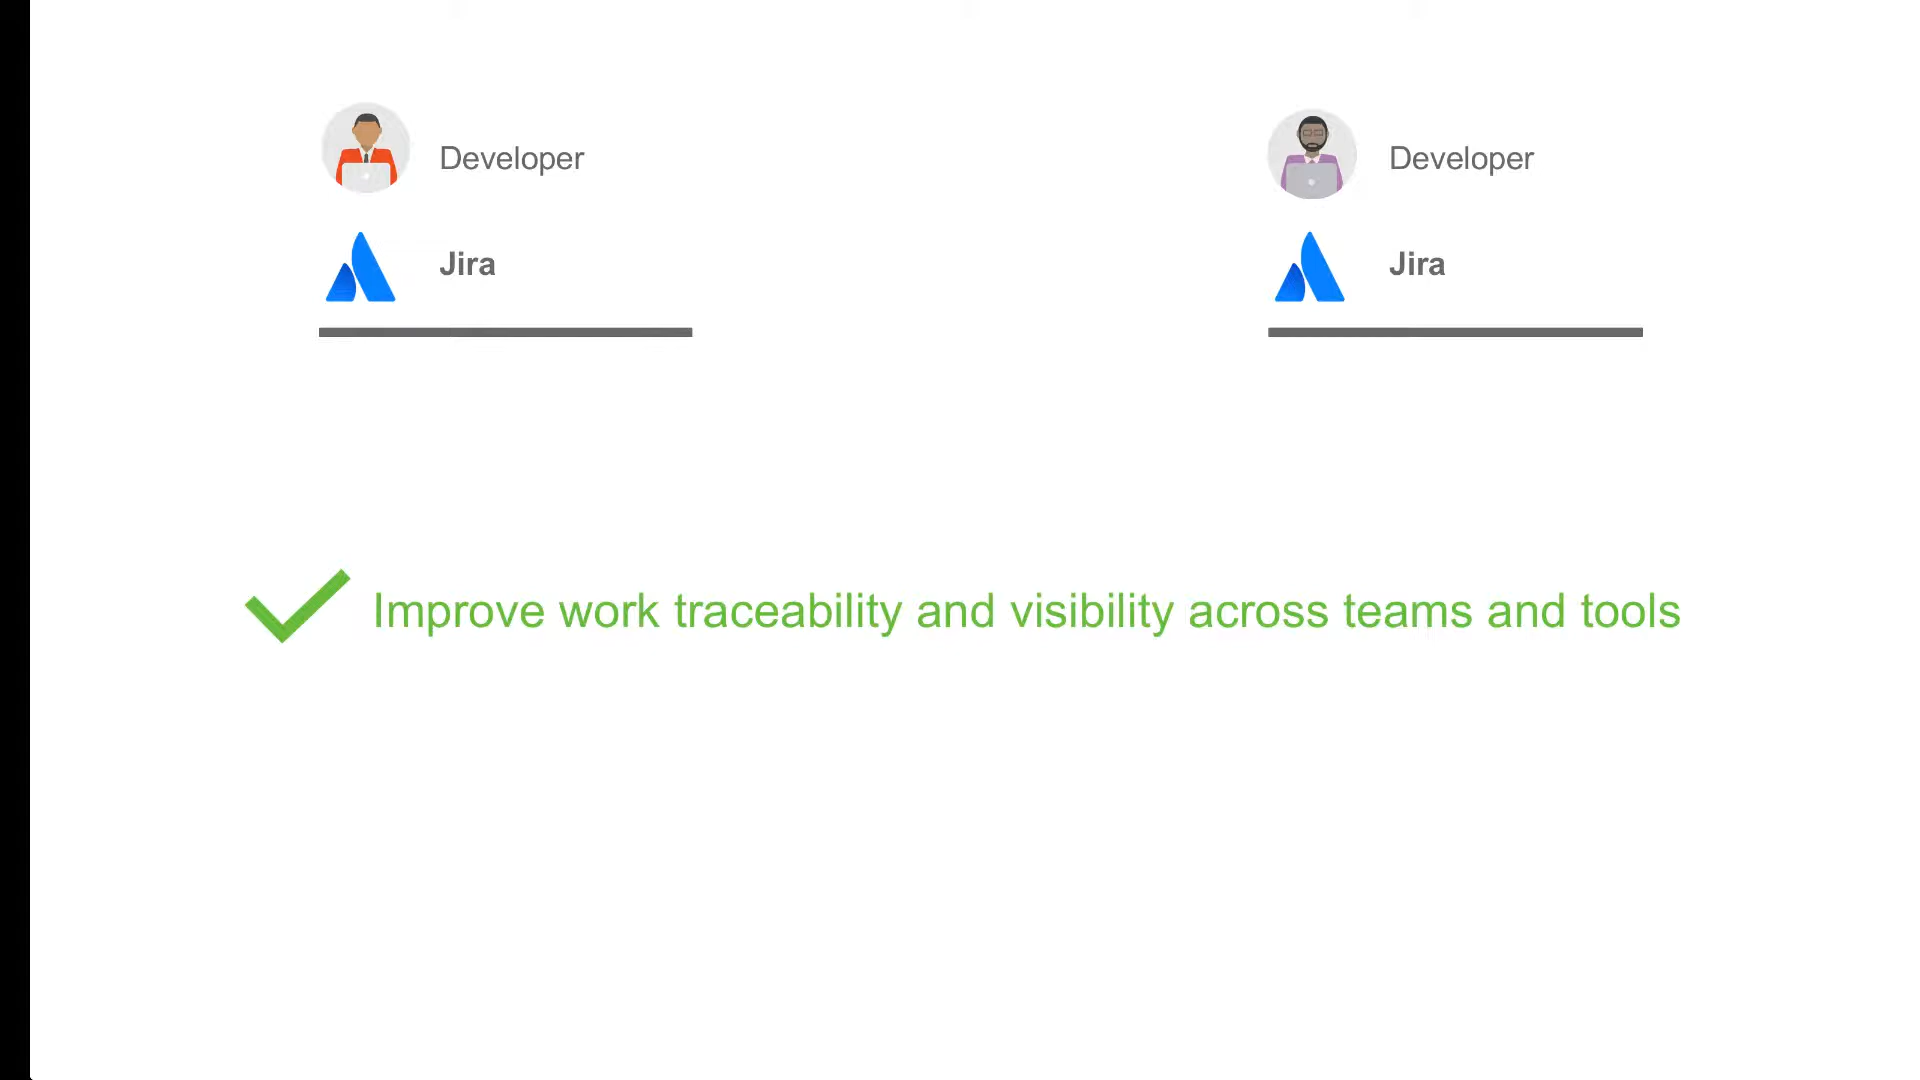 Developer
Developer
Jira
Jira
Improve work traceability and visibility across teams and tools